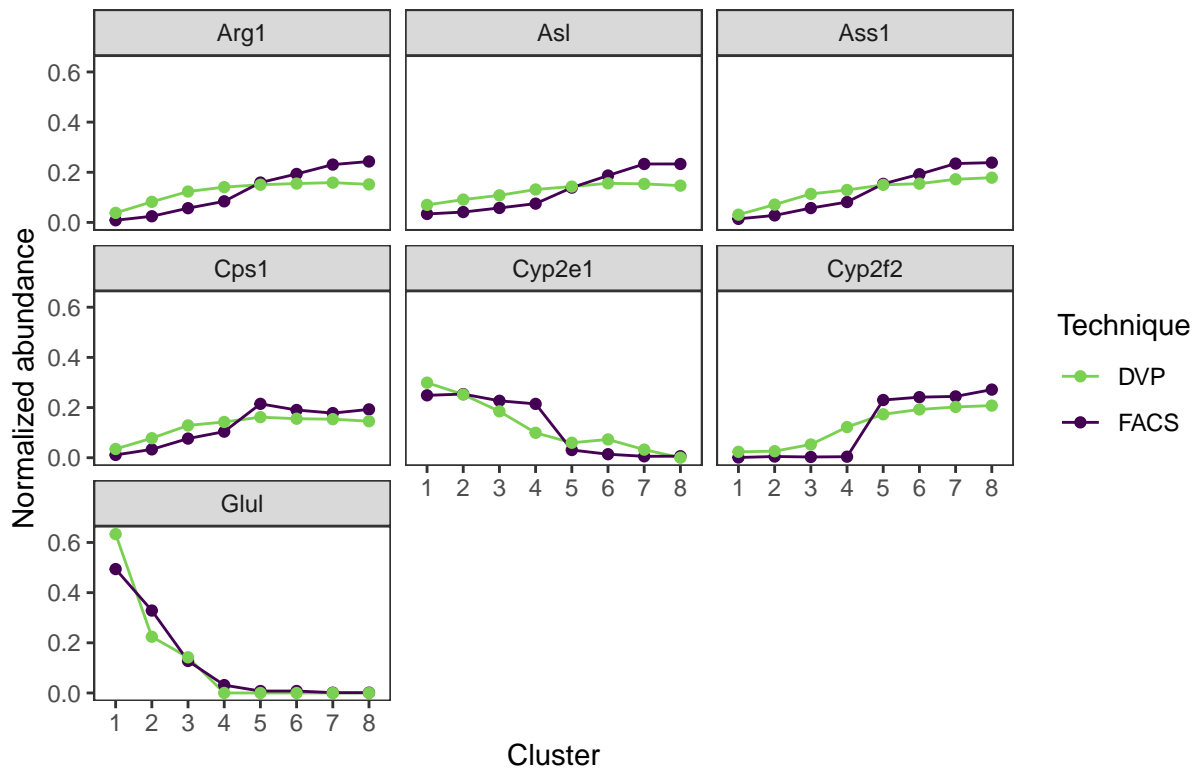 Arg1 Asl Ass1
0.6
0.4
0.2
0.0
Cps1 Cyp2e1 Cyp2f2
0.6
0.4
0.2
0.0
1 2 3 4 5 6 7 8 1 2 3 4 5 6 7 8
Glul
0.6
0.4
0.2
0.0
1 2 3 4 5 6 7 8
Cluster
Normalized abundance
Technique
DVP
FACS